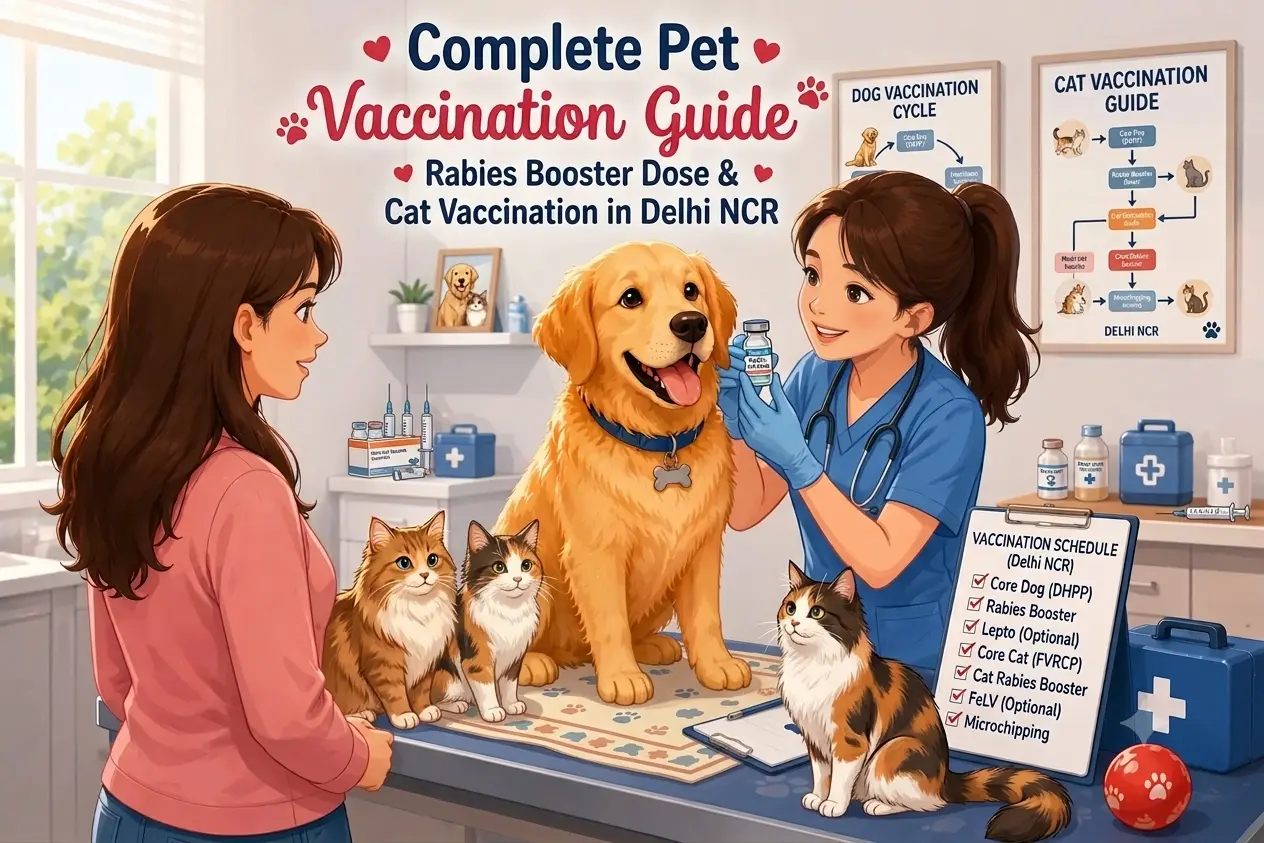 Complete Pet
Vaccination Guide
Rabies Booster Dose &
Cat Vaccination in Delhi NCR
DOG VACCINATION
CYCLE
CAT VACCINATION
GUIDE
DELHI NCR
VACCINATION SCHEDULE
(Delhi NCR)
Core Dog (DHPP)
Rabies Booster
Lepto (Optional)
Core Cat (FVRCP)
Cat Rabies Booster
FeLV (Optional)
Microchipping